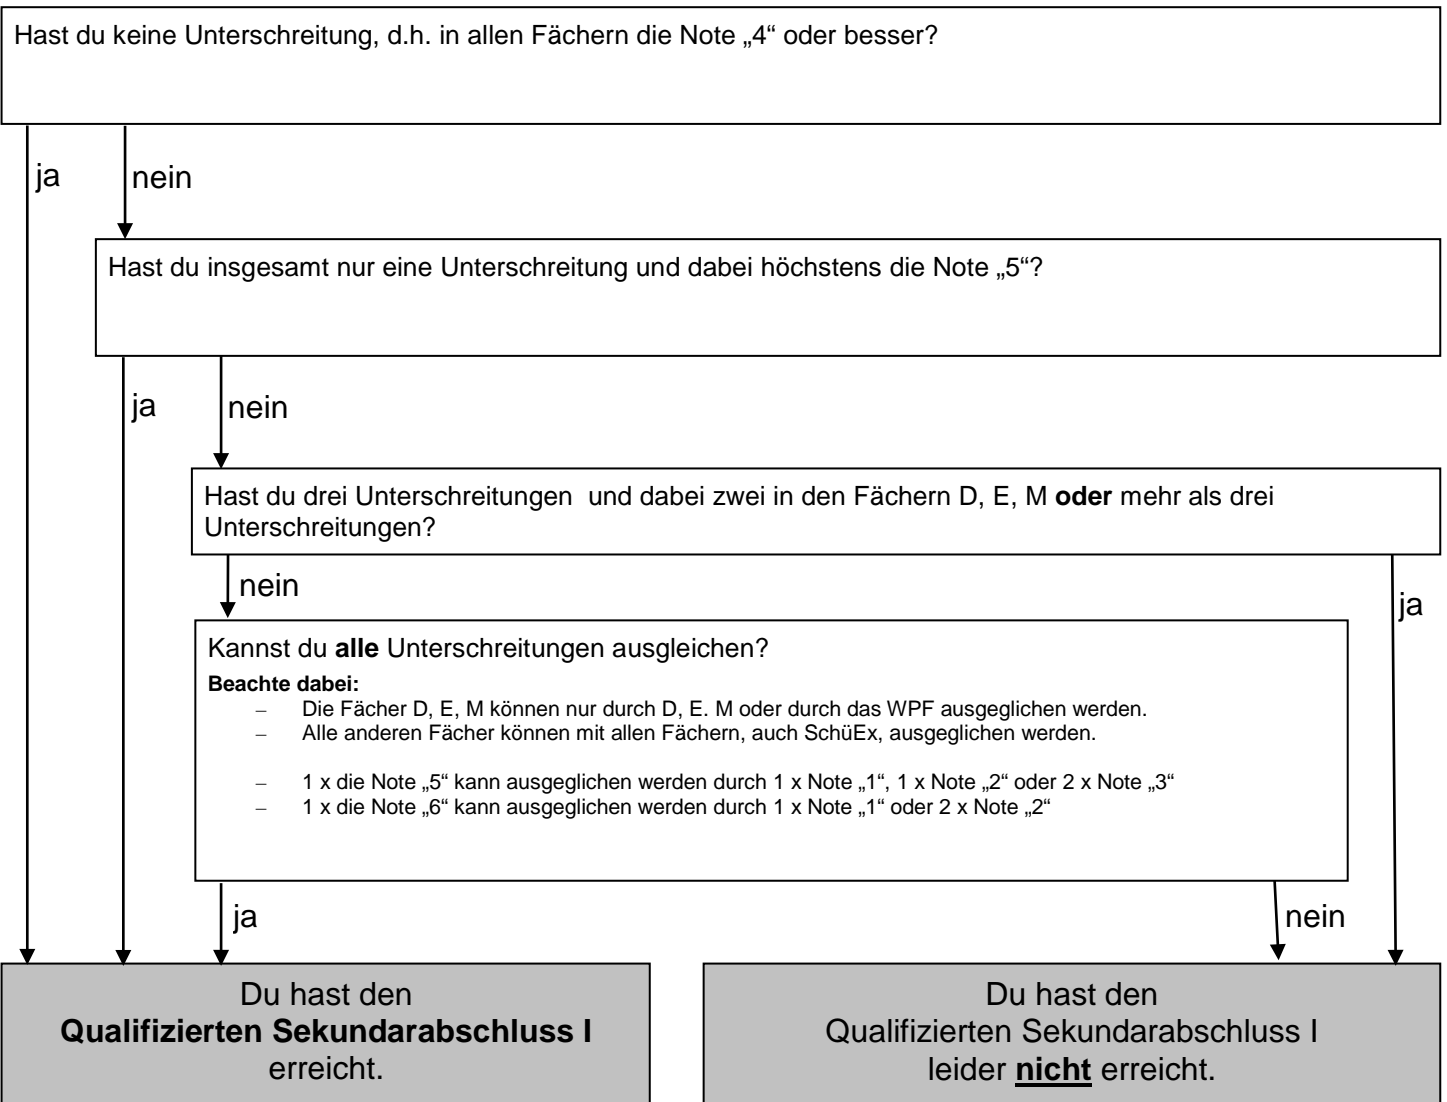 Hast du keine Unterschreitung, d.h. in allen Fächern die Note „4“ oder besser?
ja
nein
Hast du insgesamt nur eine Unterschreitung und dabei höchstens die Note „5“?
ja
nein
Hast du drei Unterschreitungen  und dabei zwei in den Fächern D, E, M oder mehr als drei
Unterschreitungen?
nein
ja
Kannst du alle Unterschreitungen ausgleichen?
Beachte dabei:
– Die Fächer D, E, M können nur durch D, E. M oder durch das WPF ausgeglichen werden.
– Alle anderen Fächer können mit allen Fächern, auch SchüEx, ausgeglichen werden.
– 1 x die Note „5“ kann ausgeglichen werden durch 1 x Note „1“, 1 x Note „2“ oder 2 x Note „3“
– 1 x die Note „6“ kann ausgeglichen werden durch 1 x Note „1“ oder 2 x Note „2“
ja
nein
Du hast den
Qualifizierten Sekundarabschluss I
erreicht.
Du hast den
Qualifizierten Sekundarabschluss I
leider nicht erreicht.